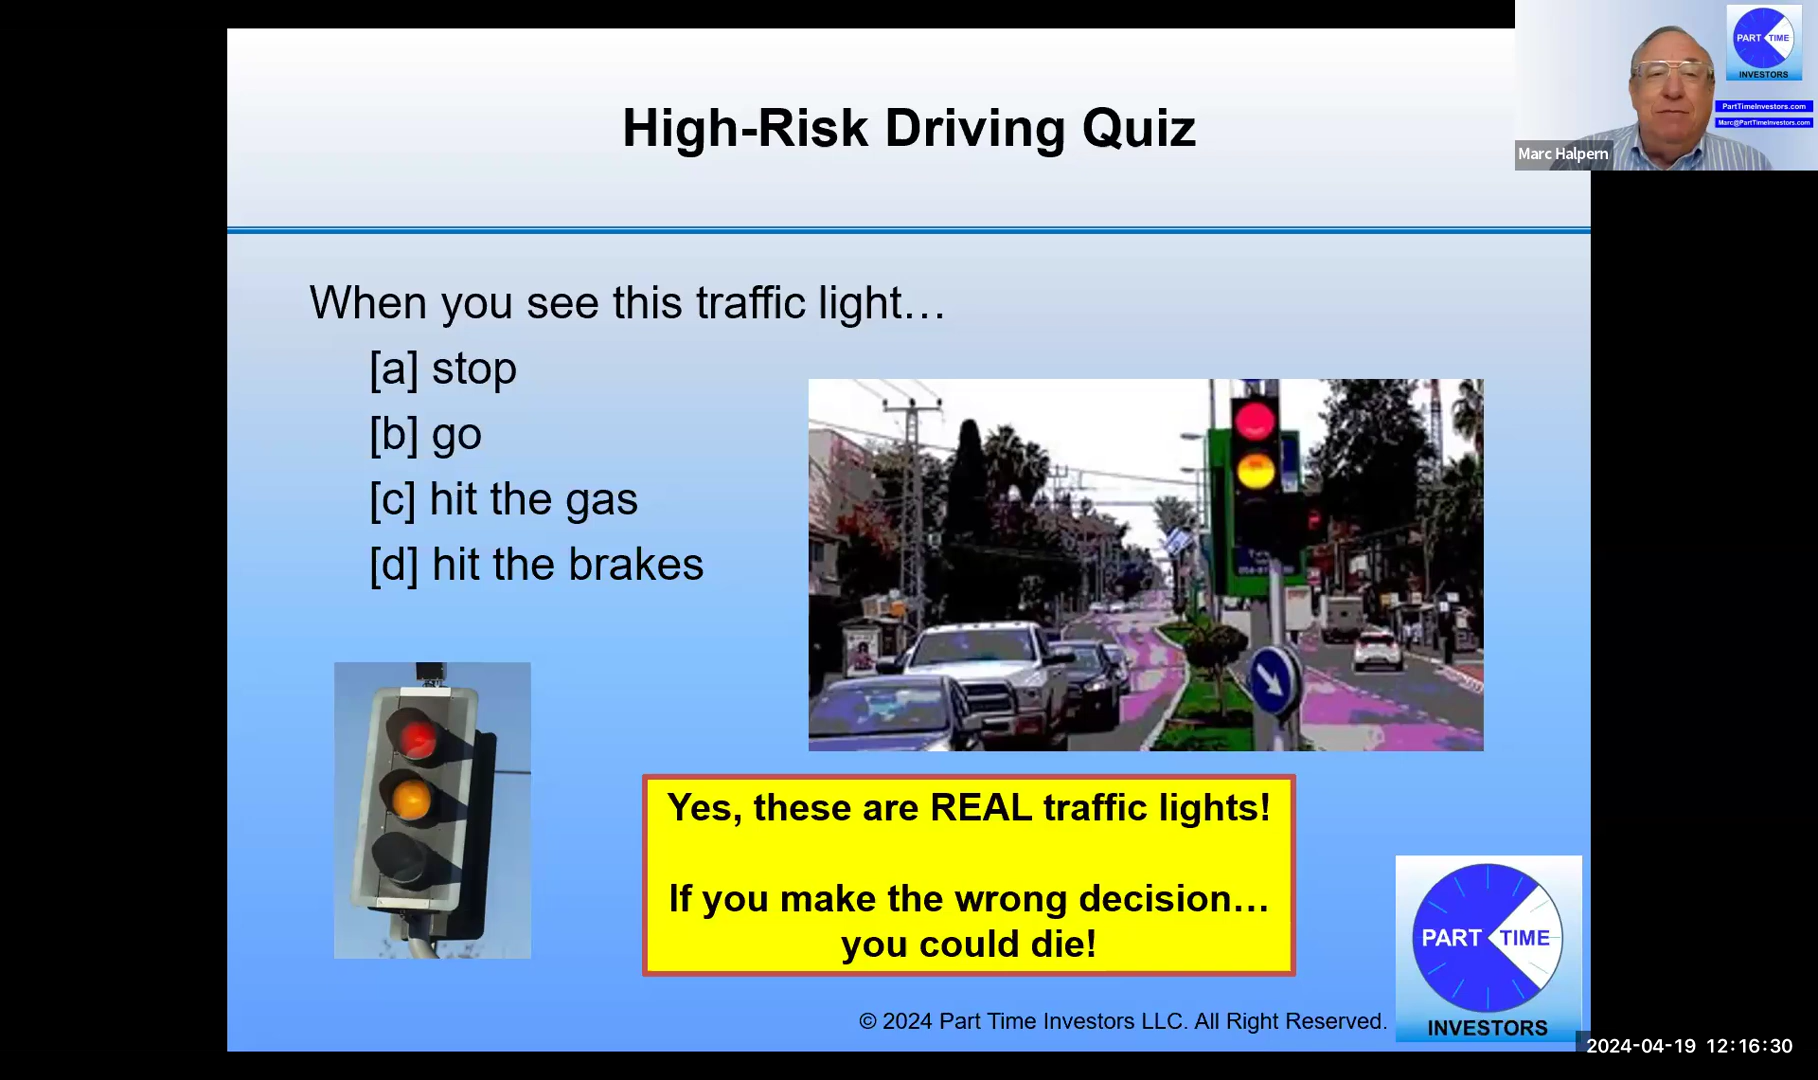 High-Risk Driving Quiz
PART TIME
INVESTORS
PartTimeInvestors.com
Marc@PartTimeInvestors.com
Marc Halpern
When you see this traffic light…
[a] stop
[b] go
[c] hit the gas
[d] hit the brakes
Yes, these are REAL traffic lights!
If you make the wrong decision…
you could die!
PART TIME
INVESTORS
© 2024 Part Time Investors LLC. All Right Reserved.
2024-04-19 12:16:30